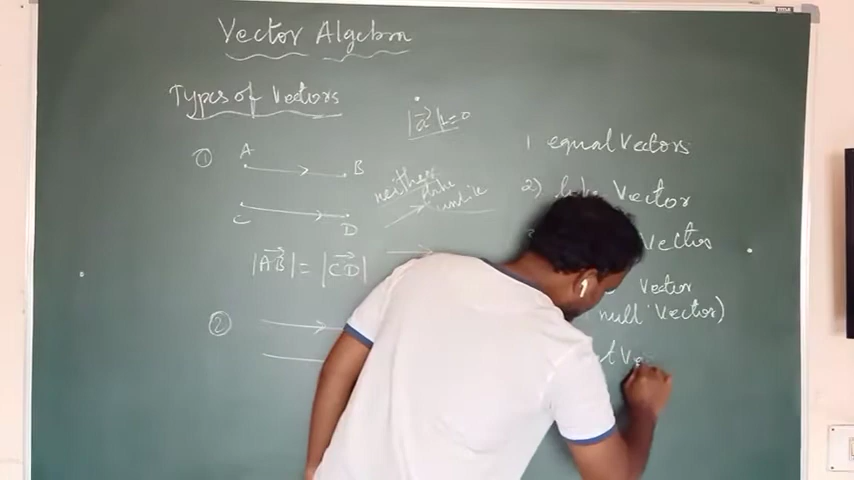 Vector Algebra
Types of Vectors
|a|=0
1 equal Vectors
① A B
2) like Vector
neither
like
unlike
C D
Vector
|AB| = |CD|
Vector
null Vector)
②